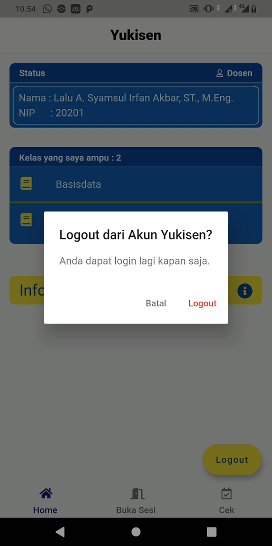 10.54
Yukisen
Status
Dosen
Nama : Lalu A. Syamsul Irfan Akbar, ST., M.Eng.
NIP : 20201
Kelas yang saya ampu : 2
Basisdata
Logout dari Akun Yukisen?
Anda dapat login lagi kapan saja.
Batal
Logout
Info
Logout
Home
Buka Sesi
Cek